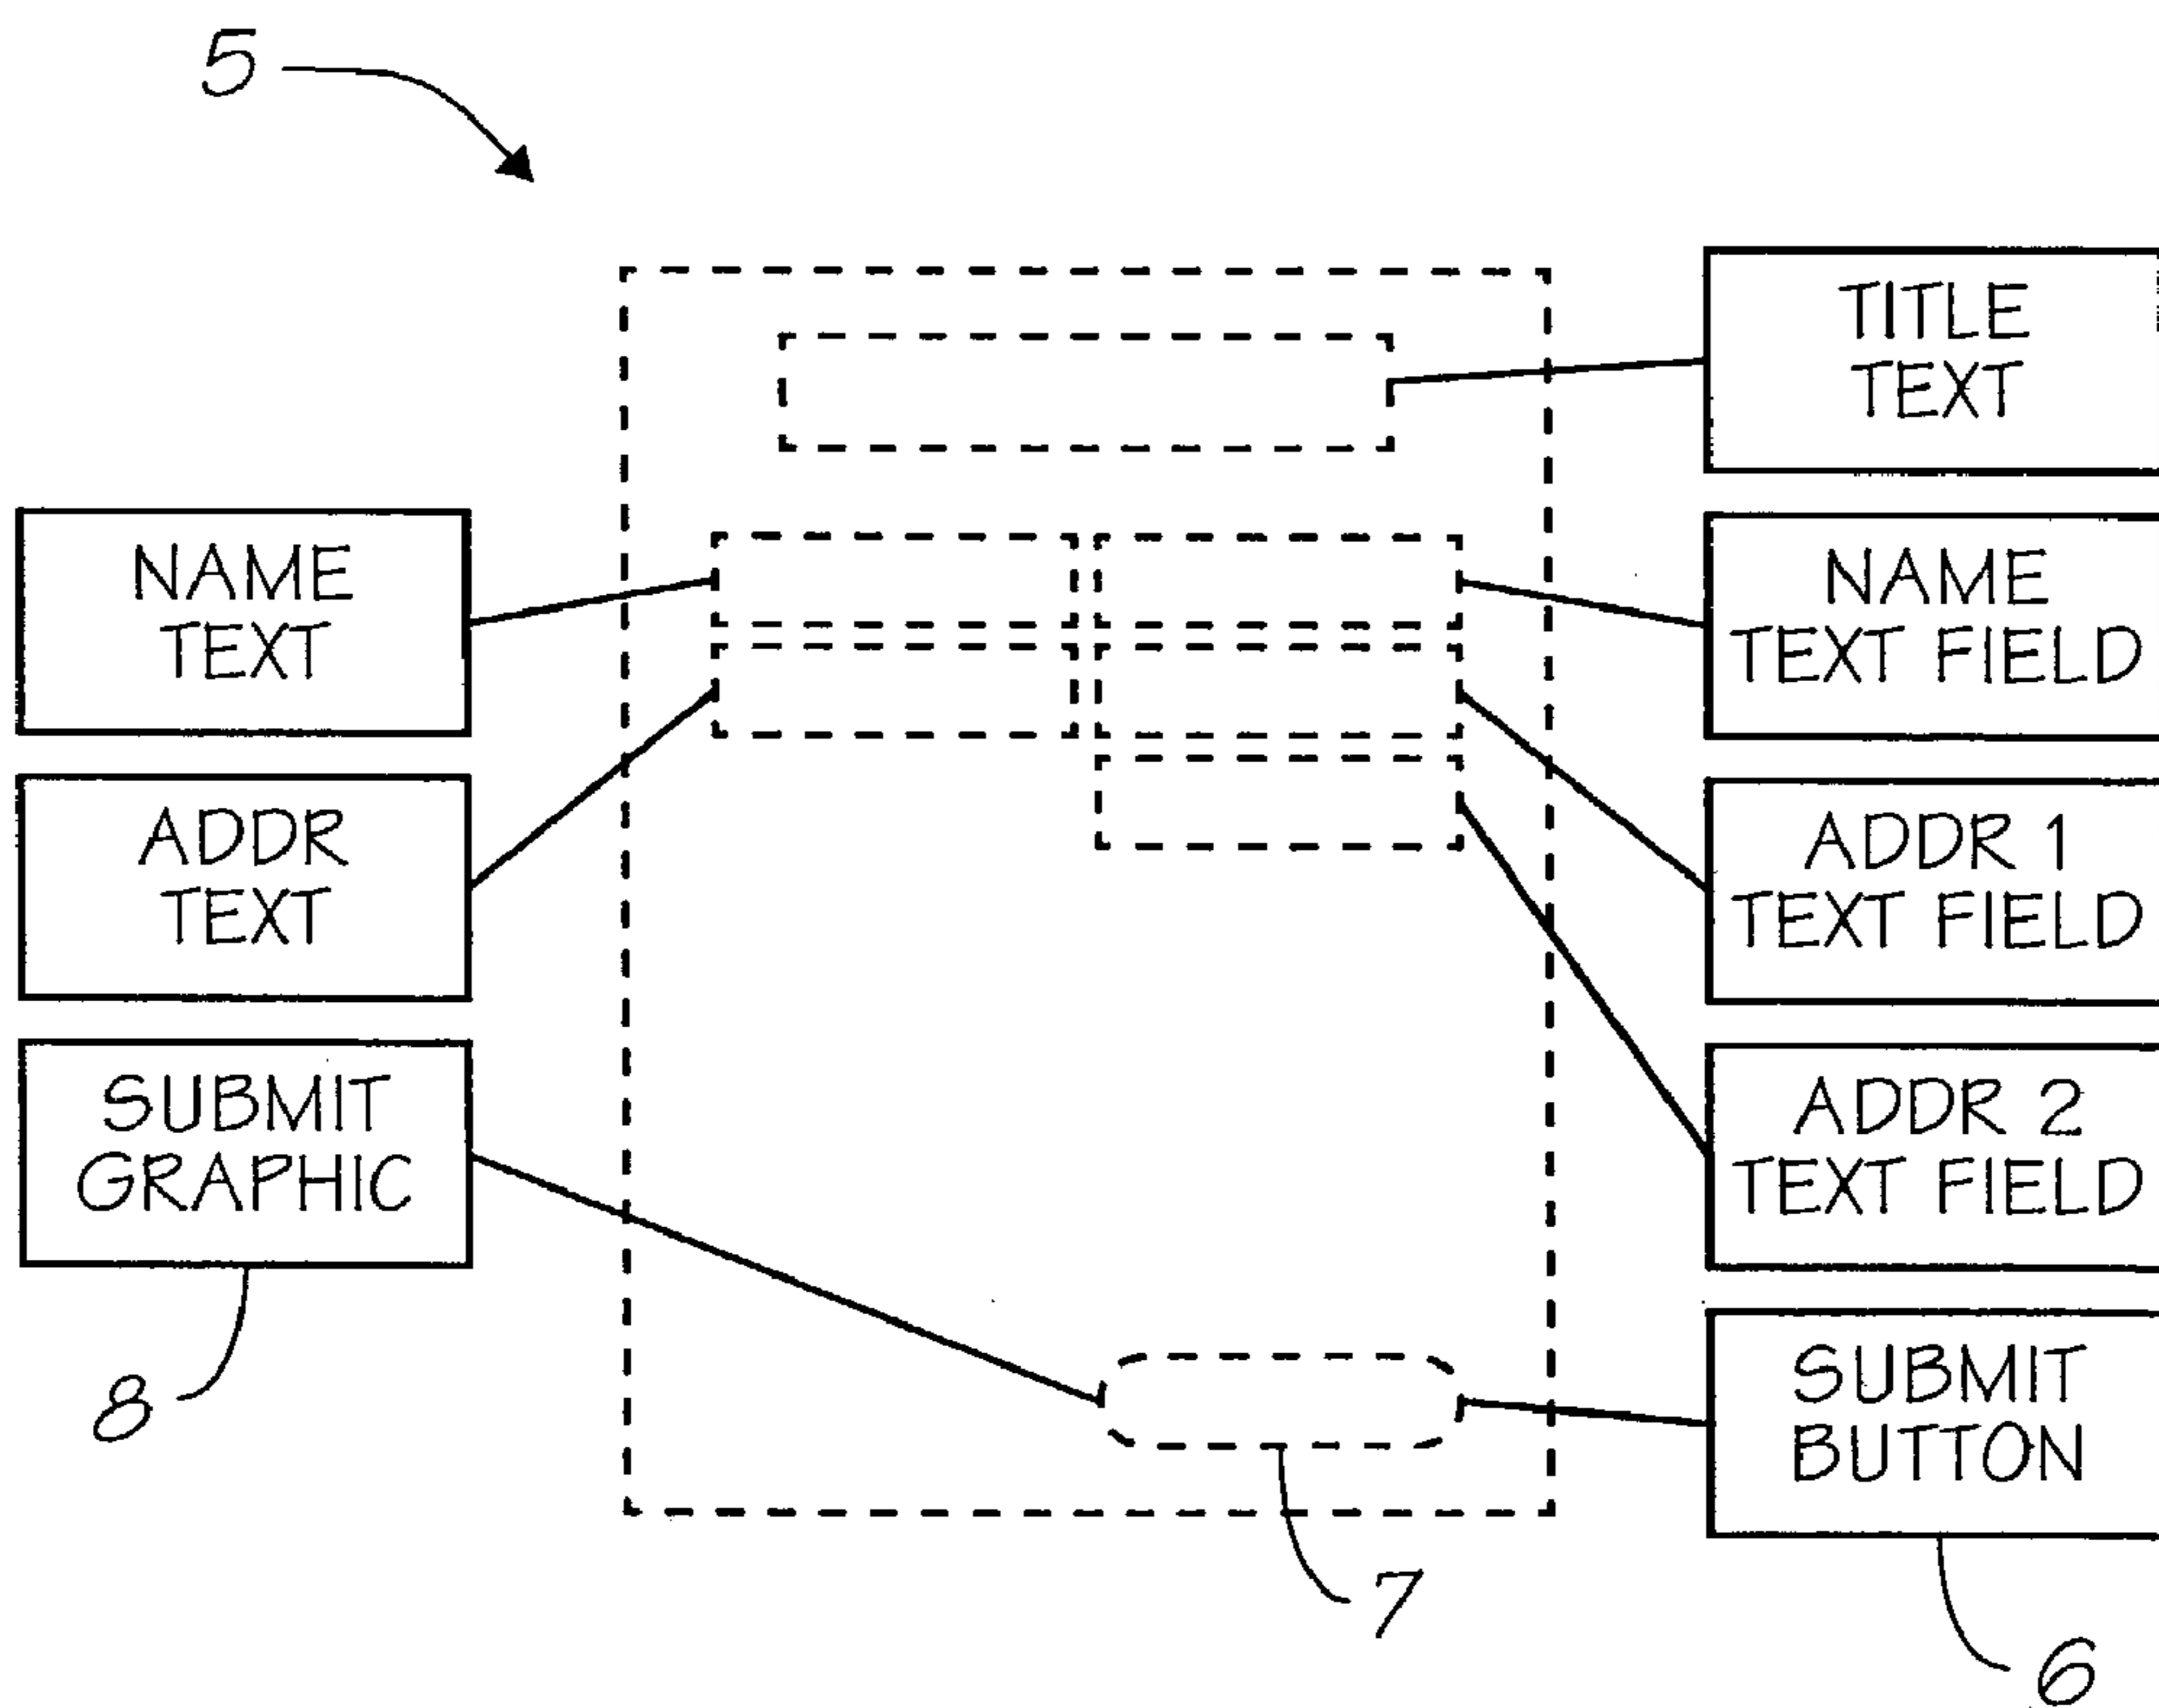 5
TITLE
TEXT
NAME
TEXT
NAME
TEXT FIELD
ADDR
TEXT
ADDR 1
TEXT FIELD
SUBMIT
GRAPHIC
ADDR 2
TEXT FIELD
SUBMIT
BUTTON
8
7
6